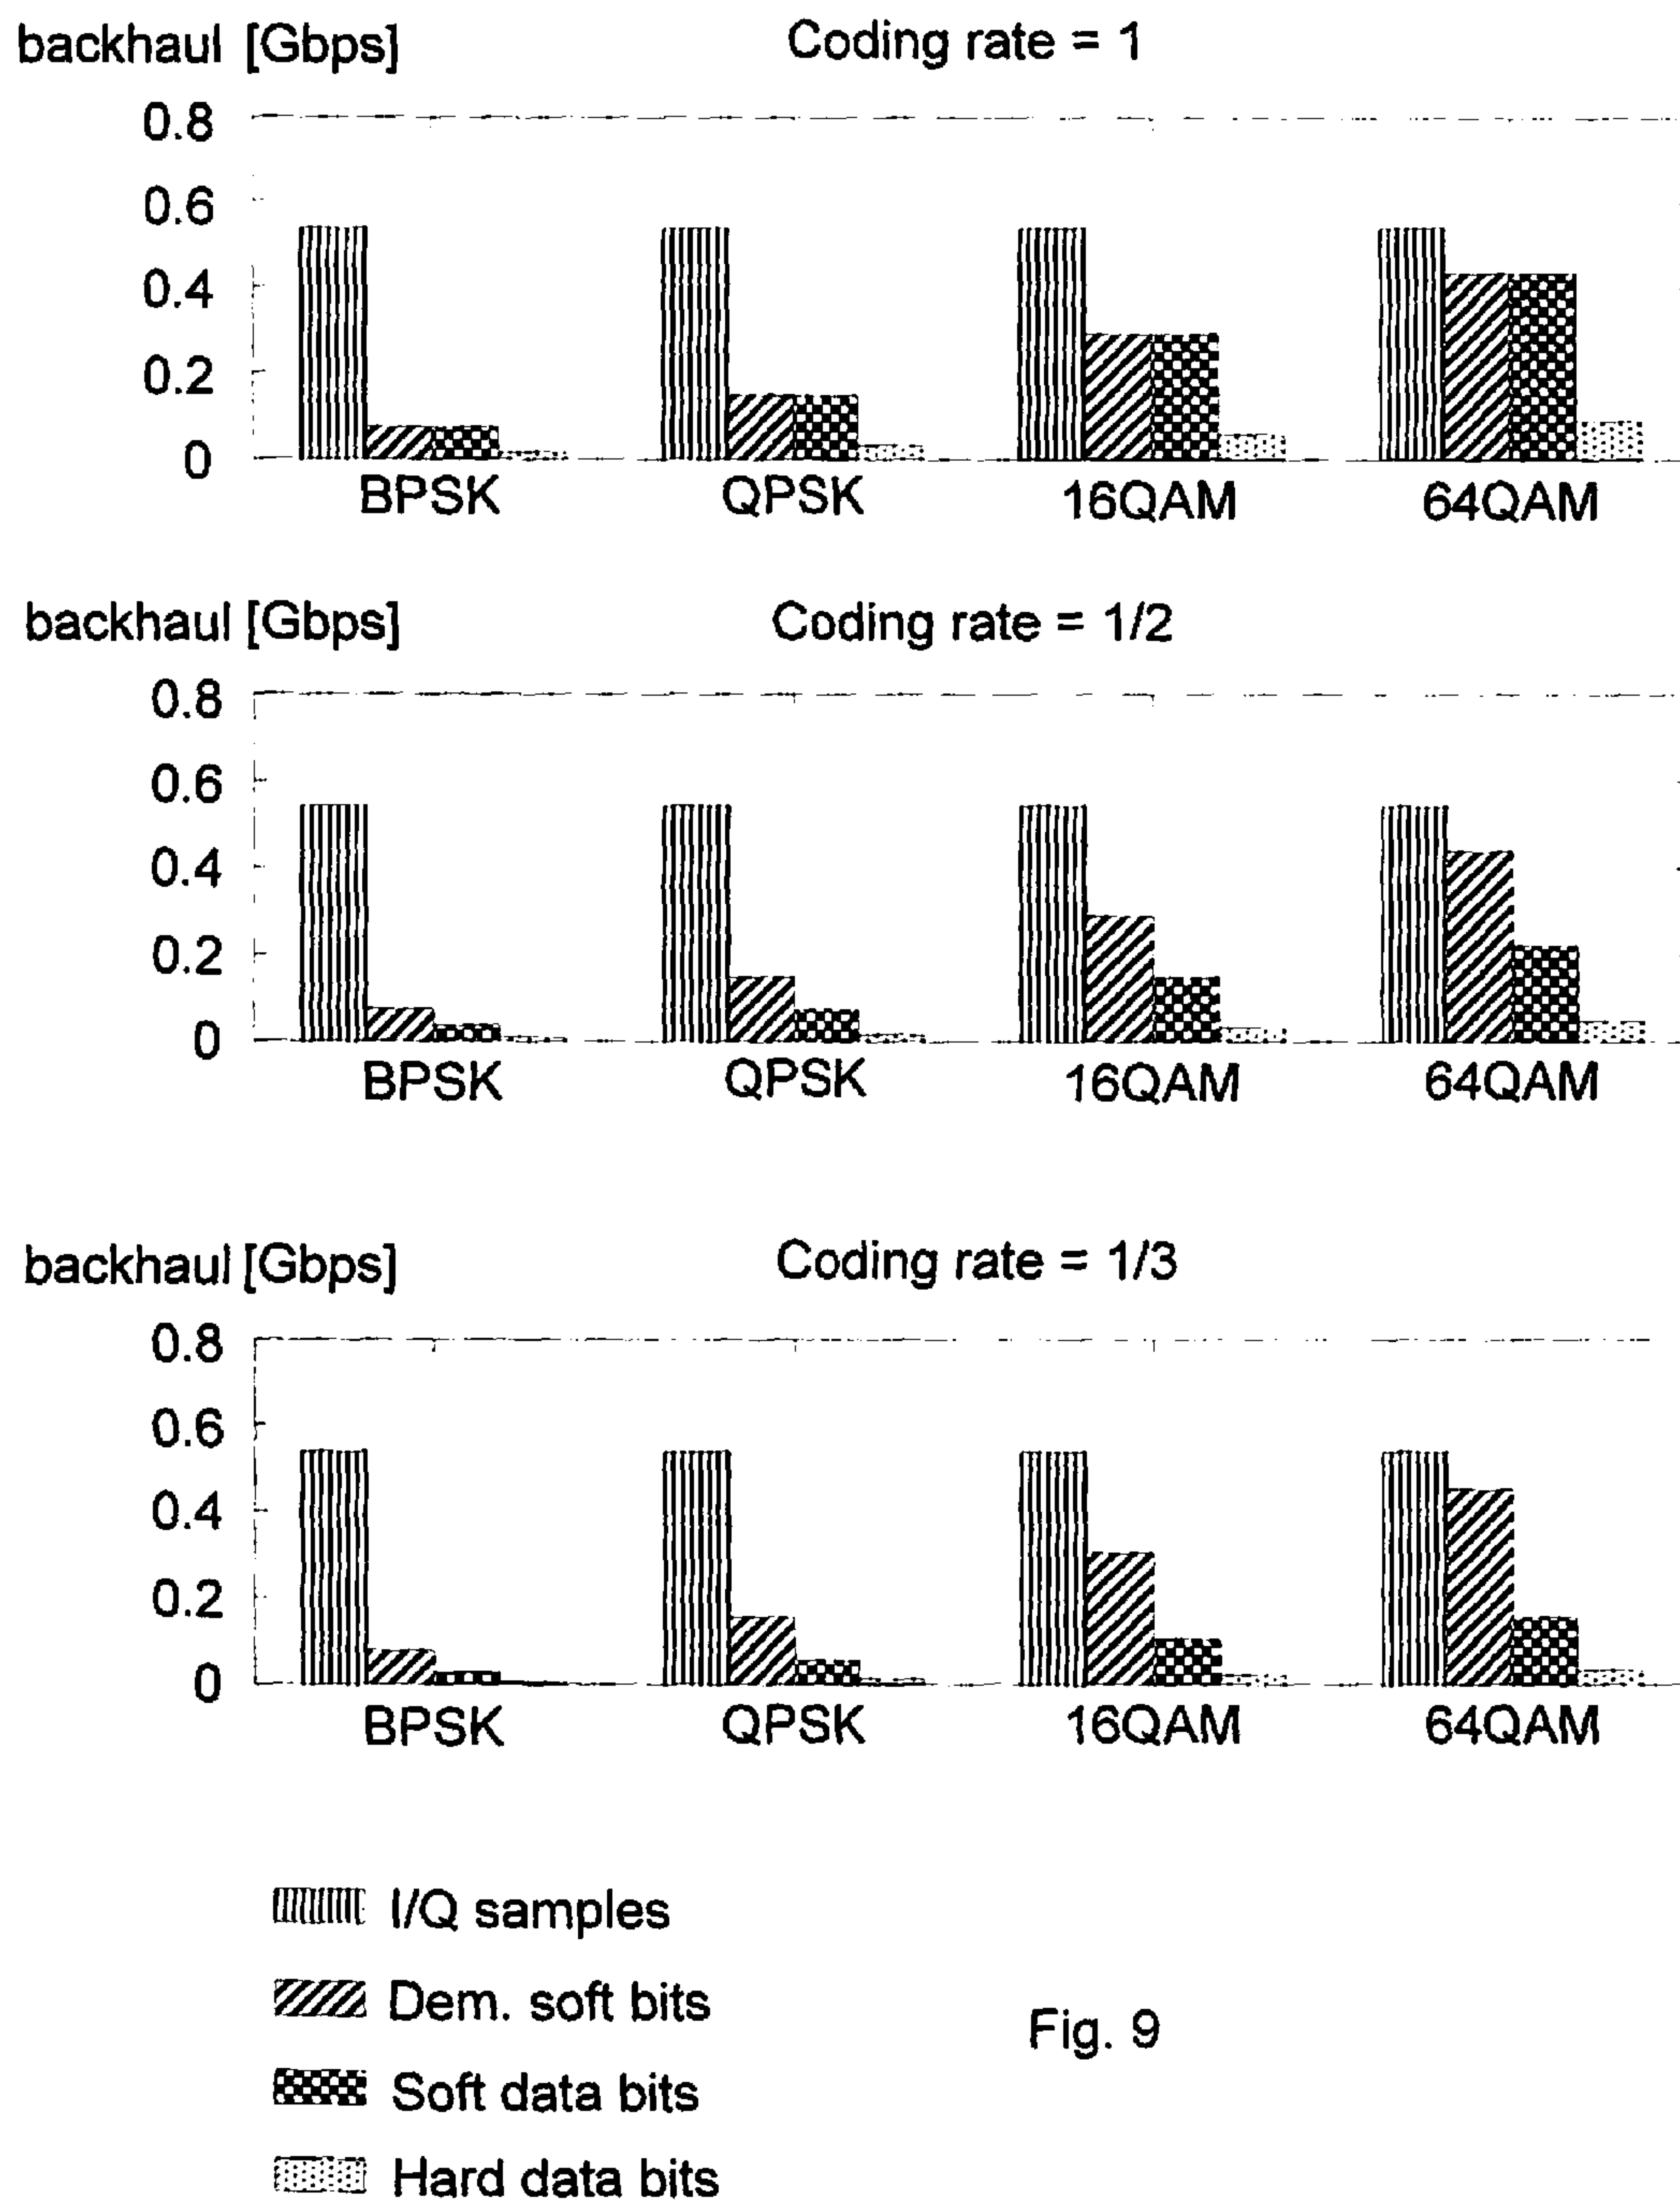 backhaul [Gbps] Coding rate = 1
0.8
0.6
0.4
0.2
0
BPSK QPSK 16QAM 64QAM
backhaul [Gbps] Coding rate = 1/2
0.8
0.6
0.4
0.2
0
BPSK QPSK 16QAM 64QAM
backhaul [Gbps] Coding rate = 1/3
0.8
0.6
0.4
0.2
0
BPSK QPSK 16QAM 64QAM
I/Q samples
Dem. soft bits
Fig. 9
Soft data bits
Hard data bits